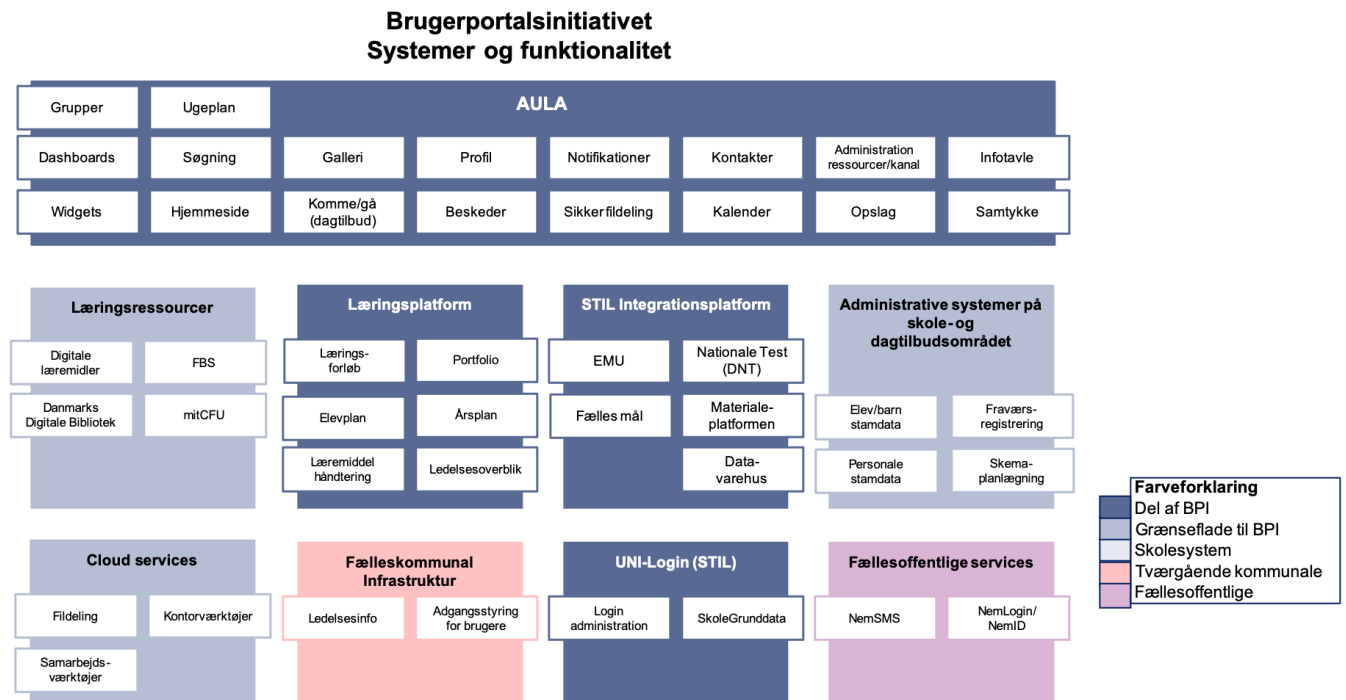 Brugerportalsinitiativet
Systemer og funktionalitet
AULA
Grupper
Ugeplan
Dashboards
Søgning
Galleri
Profil
Notifikationer
Kontakter
Administration
ressourcer/kanal
Infotavle
Widgets
Hjemmeside
Komme/gå
(dagtilbud)
Beskeder
Sikker fildeling
Kalender
Opslag
Samtykke
Læringsressourcer
Digitale
læremidler
FBS
Danmarks
Digitale Bibliotek
mitCFU
Læringsplatform
Lærings-
forløb
Portfolio
Elevplan
Årsplan
Læremiddel
håndtering
Ledelsesoverblik
STIL Integrationsplatform
EMU
Nationale Test
(DNT)
Fælles mål
Materiale-
platformen
Data-
varehus
Administrative systemer på
skole- og
dagtilbudsområdet
Elev/barn
stamdata
Fraværs-
registrering
Personale
stamdata
Skema-
planlægning
Cloud services
Fildeling
Kontorværktøjer
Samarbejds-
værktøjer
Fælleskommunal
Infrastruktur
Ledelsesinfo
Adgangsstyring
for brugere
UNI-Login (STIL)
Login
administration
SkoleGrunddata
Fællesoffentlige services
NemSMS
NemLogin/
NemID
Farveforklaring
Del af BPI
Grænseflade til BPI
Skolesystem
Tværgående kommunale
Fællesoffentlige